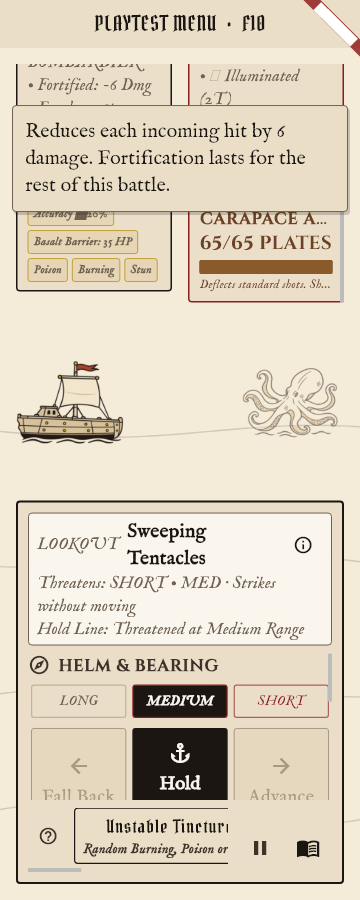 PLAYTEST MENU · F10
• Fortified: -6 Dmg
• Illuminated
(2T)
Reduces each incoming hit by 6
damage. Fortification lasts for the
rest of this battle.
Basalt Barrier: 35 HP
Poison Burning Stun
CARAPACE A...
65/65 PLATES
Deflects standard shots. Sh...
LOOKOUT Sweeping
Tentacles
Threatens: SHORT • MED · Strikes
without moving
Hold Line: Threatened at Medium Range
HELM & BEARING
LONG MEDIUM SHORT
Fall Back Hold Advance
Unstable Tincture
Random Burning, Poison or